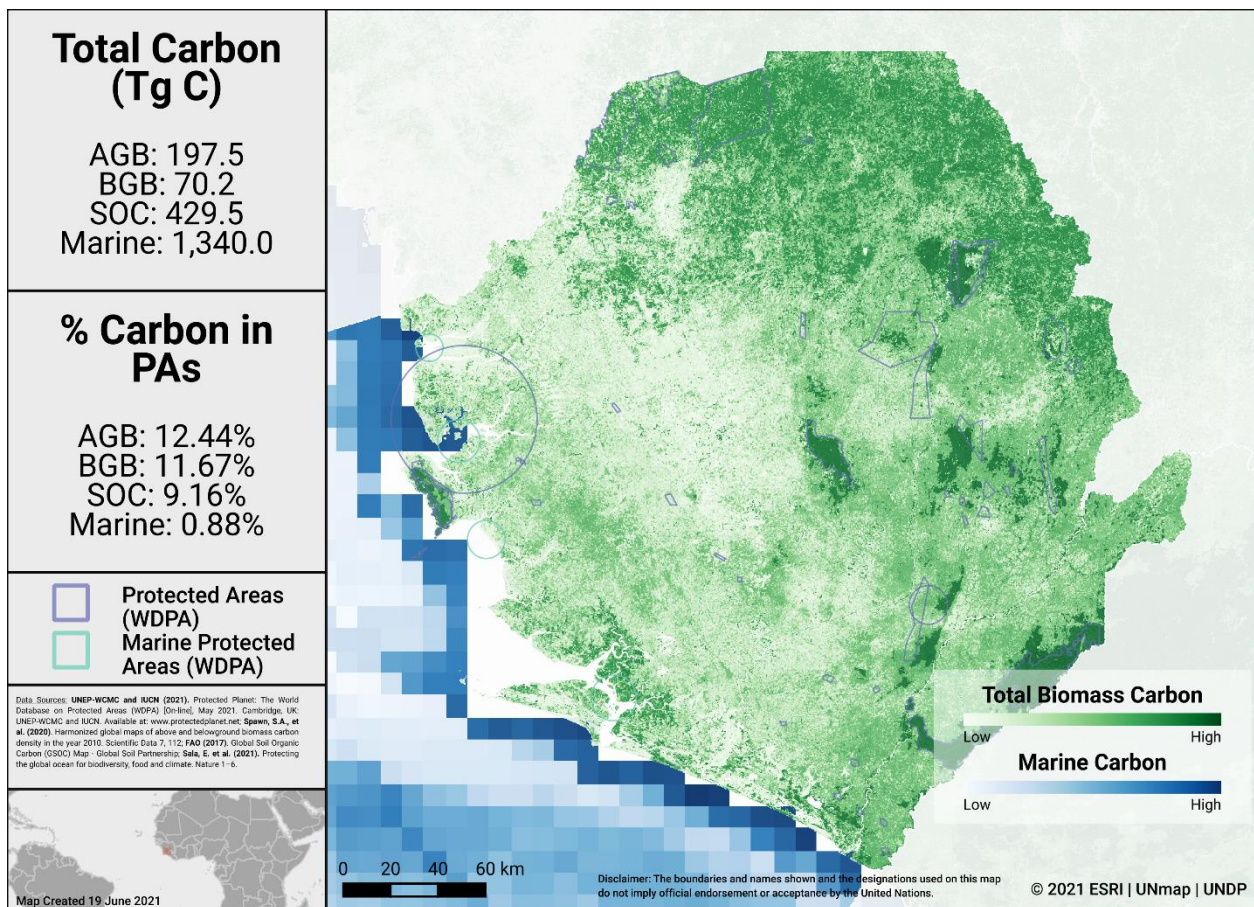 Total Carbon
(Tg C)
AGB: 197.5
BGB: 70.2
SOC: 429.5
Marine: 1,340.0
% Carbon in
PAs
AGB: 12.44%
BGB: 11.67%
SOC: 9.16%
Marine: 0.88%
Protected Areas
(WDPA)
Marine Protected
Areas (WDPA)
Data Sources: UNEP-WCMC and IUCN (2021). Protected Planet: The World
Database on Protected Areas (WDPA) [On-line], May 2021. Cambridge, UK:
UNEP-WCMC and IUCN. Available at: www.protectedplanet.net; Spawn, S.A., et
al. (2020). Harmonized global maps of above and belowground biomass carbon
density in the year 2010. Scientific Data 7, 112; FAO (2017). Global Soil Organic
Carbon (GSOC) Map - Global Soil Partnership; Sala, E. et al. (2021). Protecting
the global ocean for biodiversity, food and climate. Nature 1–6.
Map Created 19 June 2021
Total Biomass Carbon
Low High
Marine Carbon
Low High
0 20 40 60 km
Disclaimer: The boundaries and names shown and the designations used on this map
do not imply official endorsement or acceptance by the United Nations.
© 2021 ESRI | UNmap | UNDP